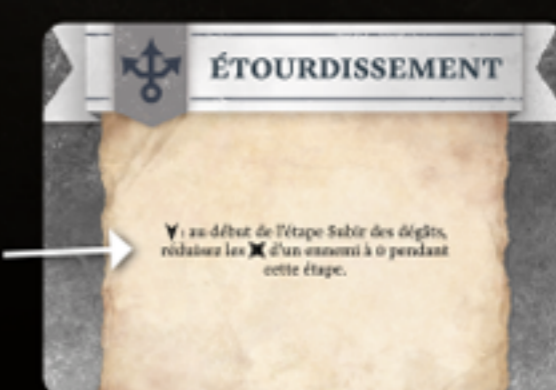 ÉTOURDISSEMENT
: au début de l'étape Subir des dégâts,
réduisez les d'un ennemi à 0 pendant
cette étape.